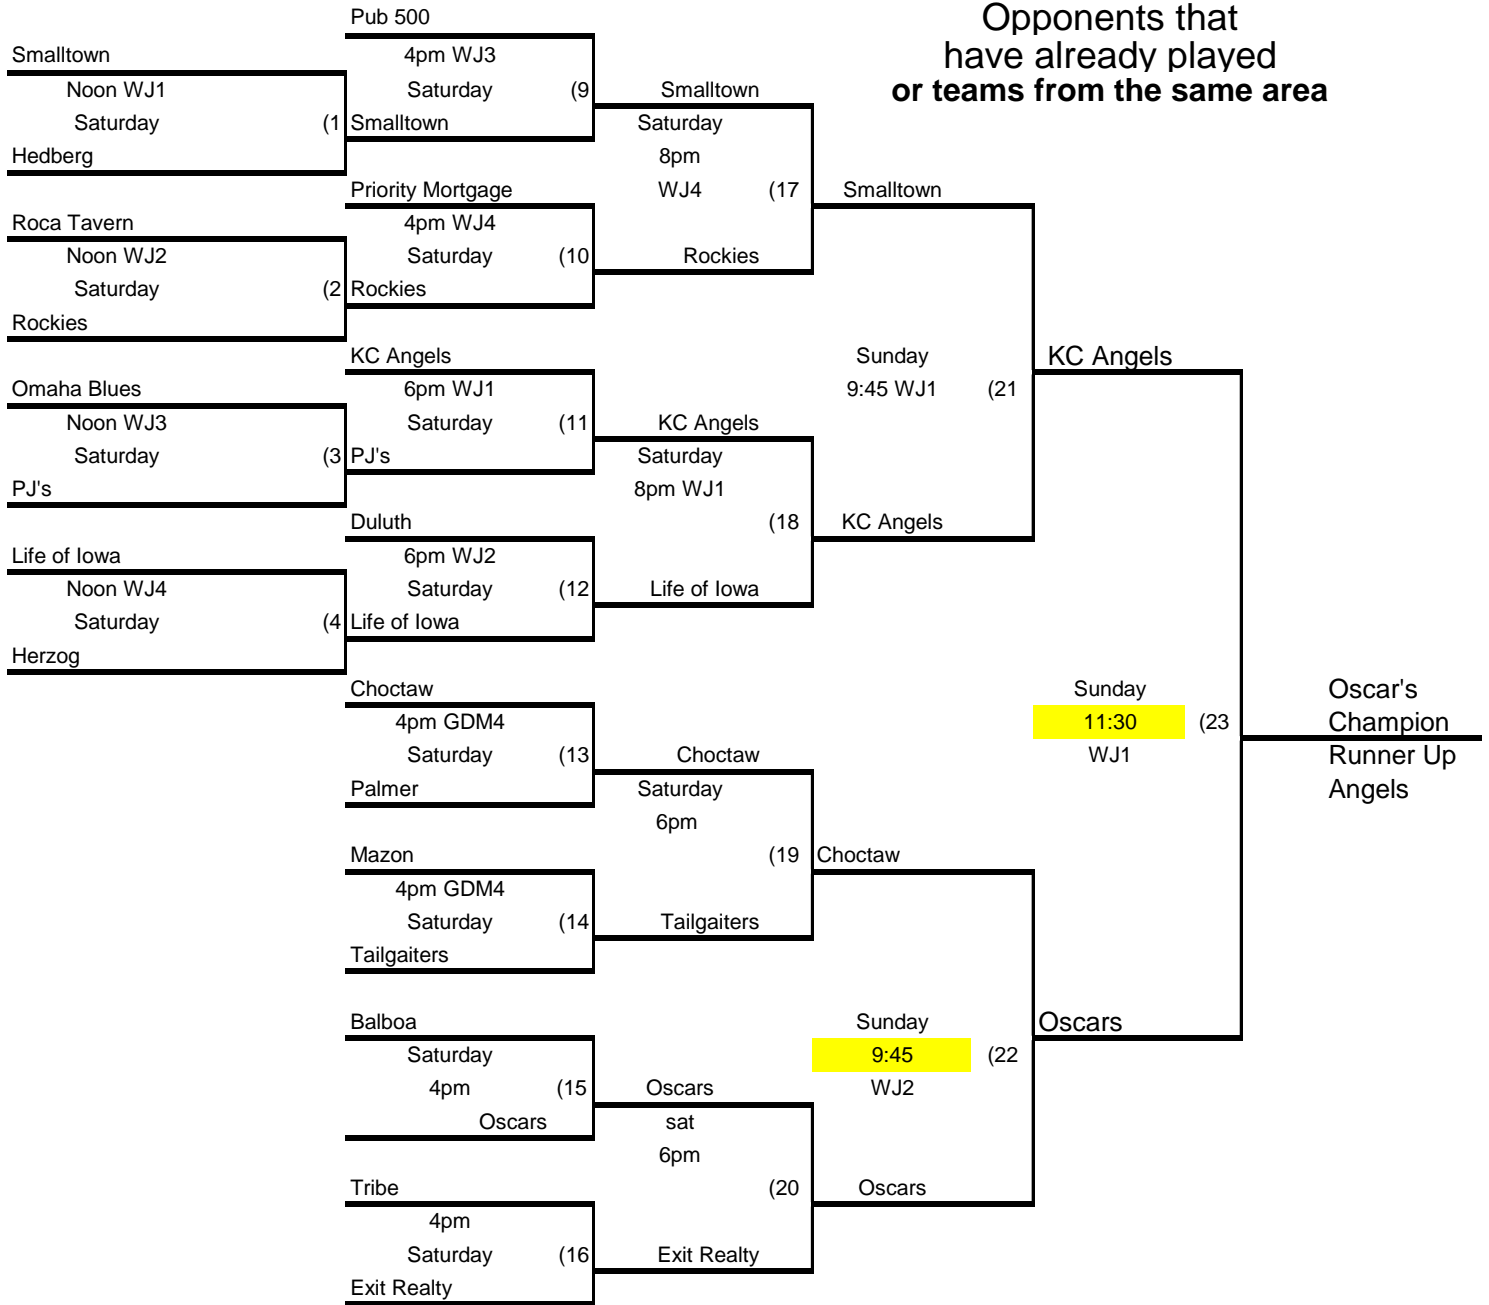 Pub 500
Opponents that
have already played
or teams from the same area
Smalltown
4pm WJ3
Noon WJ1
Saturday (9
Smalltown
Saturday (1
Smalltown
Saturday
Hedberg
8pm
Priority Mortgage
WJ4 (17
Smalltown
Roca Tavern
4pm WJ4
Noon WJ2
Saturday (10
Rockies
Saturday (2
Rockies
Rockies
KC Angels
Sunday
KC Angels
Omaha Blues
6pm WJ1
9:45 WJ1 (21
Noon WJ3
Saturday (11
KC Angels
Saturday (3
PJ's
Saturday
PJ's
8pm WJ1
Duluth
(18
KC Angels
Life of Iowa
6pm WJ2
Noon WJ4
Saturday (12
Life of Iowa
Saturday (4
Life of Iowa
Herzog
Choctaw
Sunday
Oscar's
4pm GDM4
11:30 (23
Champion
Saturday (13
Choctaw
WJ1
Runner Up
Palmer
Saturday
Angels
6pm
Mazon
(19
Choctaw
4pm GDM4
Saturday (14
Tailgaiters
Tailgaiters
Balboa
Sunday
Oscars
Saturday
9:45 (22
4pm (15
Oscars
WJ2
Oscars
sat
6pm
Tribe
(20
Oscars
4pm
Saturday (16
Exit Realty
Exit Realty